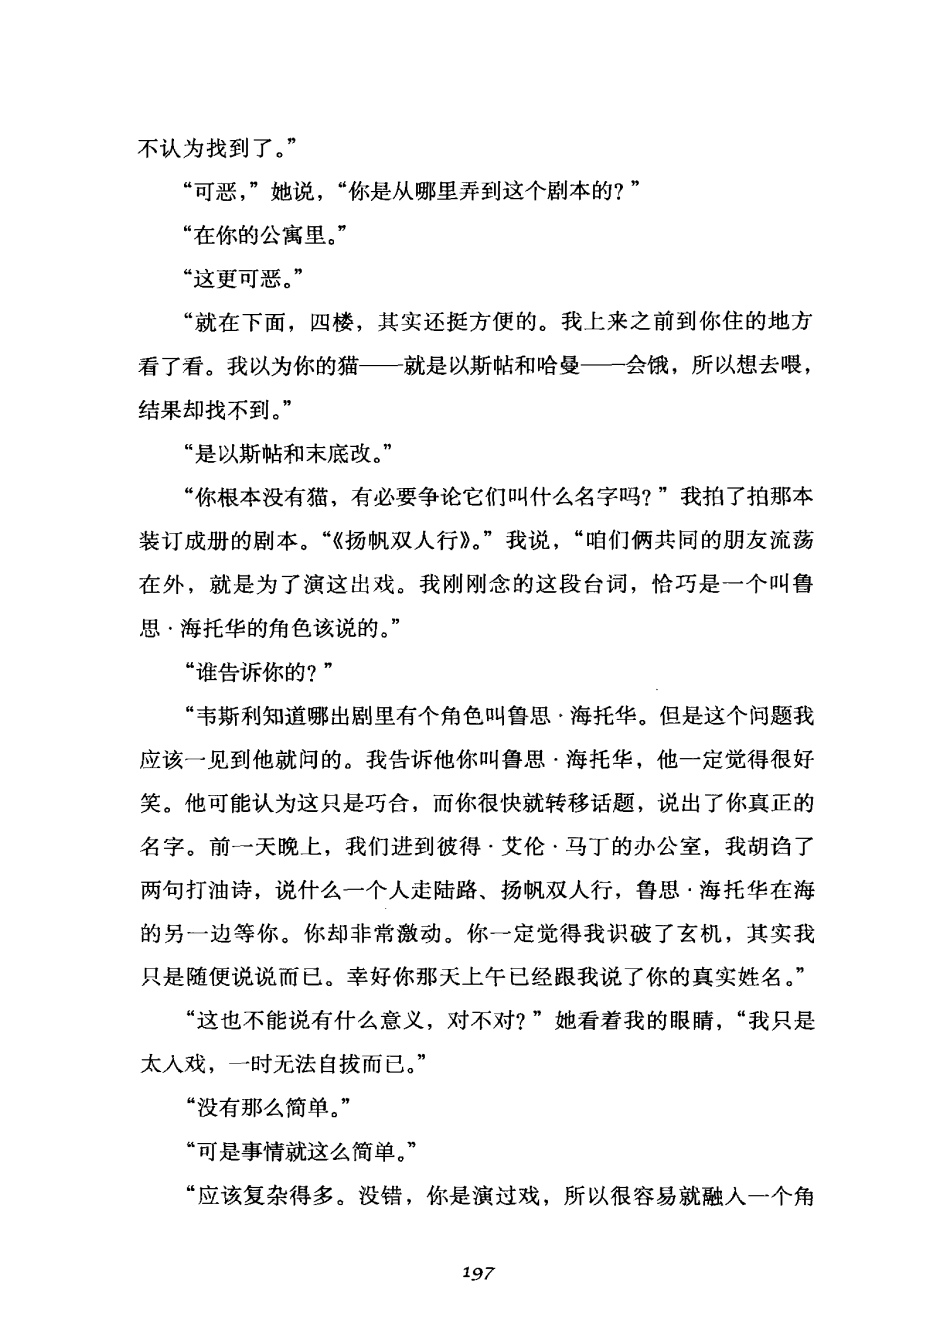 不认为找到了。”
“可恶,”她说，“你是从哪里弄到这个剧本的？”
“在你的公寓里。”
“这更可恶。”
“就在下面，四楼，其实还挺方便的。我上来之前到你住的地方
看了看。我以为你的猫——就是以斯帖和哈曼——会饿，所以想去喂，
结果却找不到。”
“是以斯帖和末底改。”
“你根本没有猫，有必要争论它们叫什么名字吗？”我拍了拍那本
装订成册的剧本。“《扬帆双人行》。”我说，“咱们俩共同的朋友流荡
在外，就是为了演这出戏。我刚刚念的这段台词，恰巧是一个叫鲁
思·海托华的角色该说的。”
“谁告诉你的？”
“韦斯利知道哪出剧里有个角色叫鲁思·海托华。但是这个问题我
应该一见到他就问的。我告诉他你叫鲁思·海托华，他一定觉得很好
笑。他可能认为这只是巧合，而你很快就转移话题，说出了你真正的
名字。前一天晚上，我们进到彼得·艾伦·马丁的办公室，我胡诌了
两句打油诗，说什么一个人走陆路、扬帆双人行，鲁思·海托华在海
的另一边等你。你却非常激动。你一定觉得我识破了玄机，其实我
只是随便说说而已。幸好你那天上午已经跟我说了你的真实姓名。”
“这也不能说有什么意义，对不对？”她看着我的眼睛，“我只是
太入戏，一时无法自拔而已。”
“没有那么简单。”
“可是事情就这么简单。”
“应该复杂得多。没错，你是演过戏，所以很容易就融入一个角
197